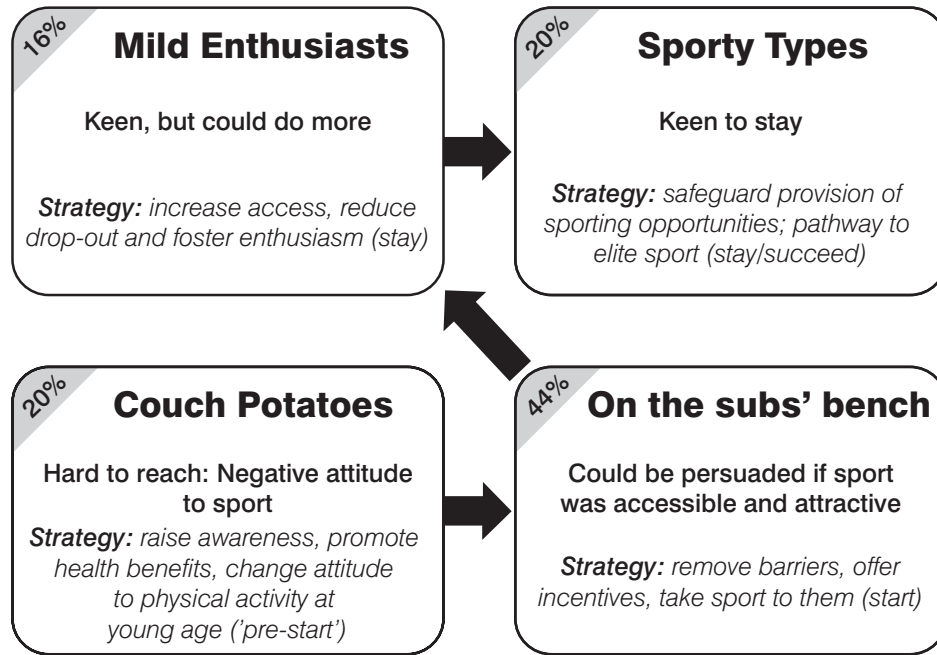 16%
Mild Enthusiasts
Keen, but could do more
Strategy: increase access, reduce
drop-out and foster enthusiasm (stay)
20%
Sporty Types
Keen to stay
Strategy: safeguard provision of
sporting opportunities; pathway to
elite sport (stay/succeed)
20%
Couch Potatoes
Hard to reach: Negative attitude
to sport
Strategy: raise awareness, promote
health benefits, change attitude
to physical activity at
young age ('pre-start')
44%
On the subs’ bench
Could be persuaded if sport
was accessible and attractive
Strategy: remove barriers, offer
incentives, take sport to them (start)